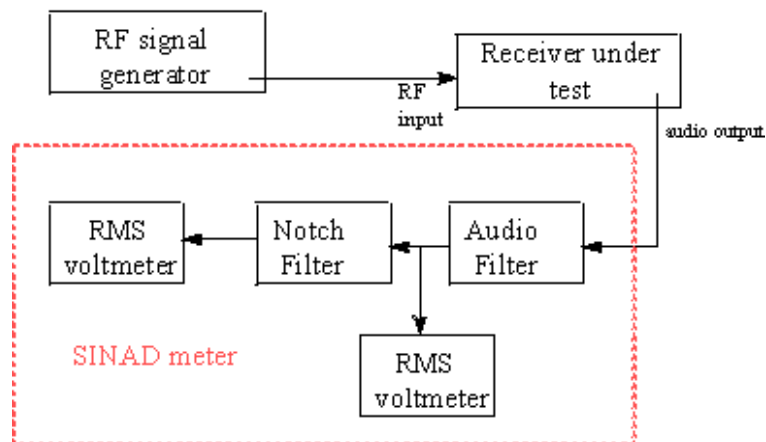 RF signal
generator
Receiver under
test
RF
input
audio output
RMS
voltmeter
Notch
Filter
Audio
Filter
SINAD meter
RMS
voltmeter